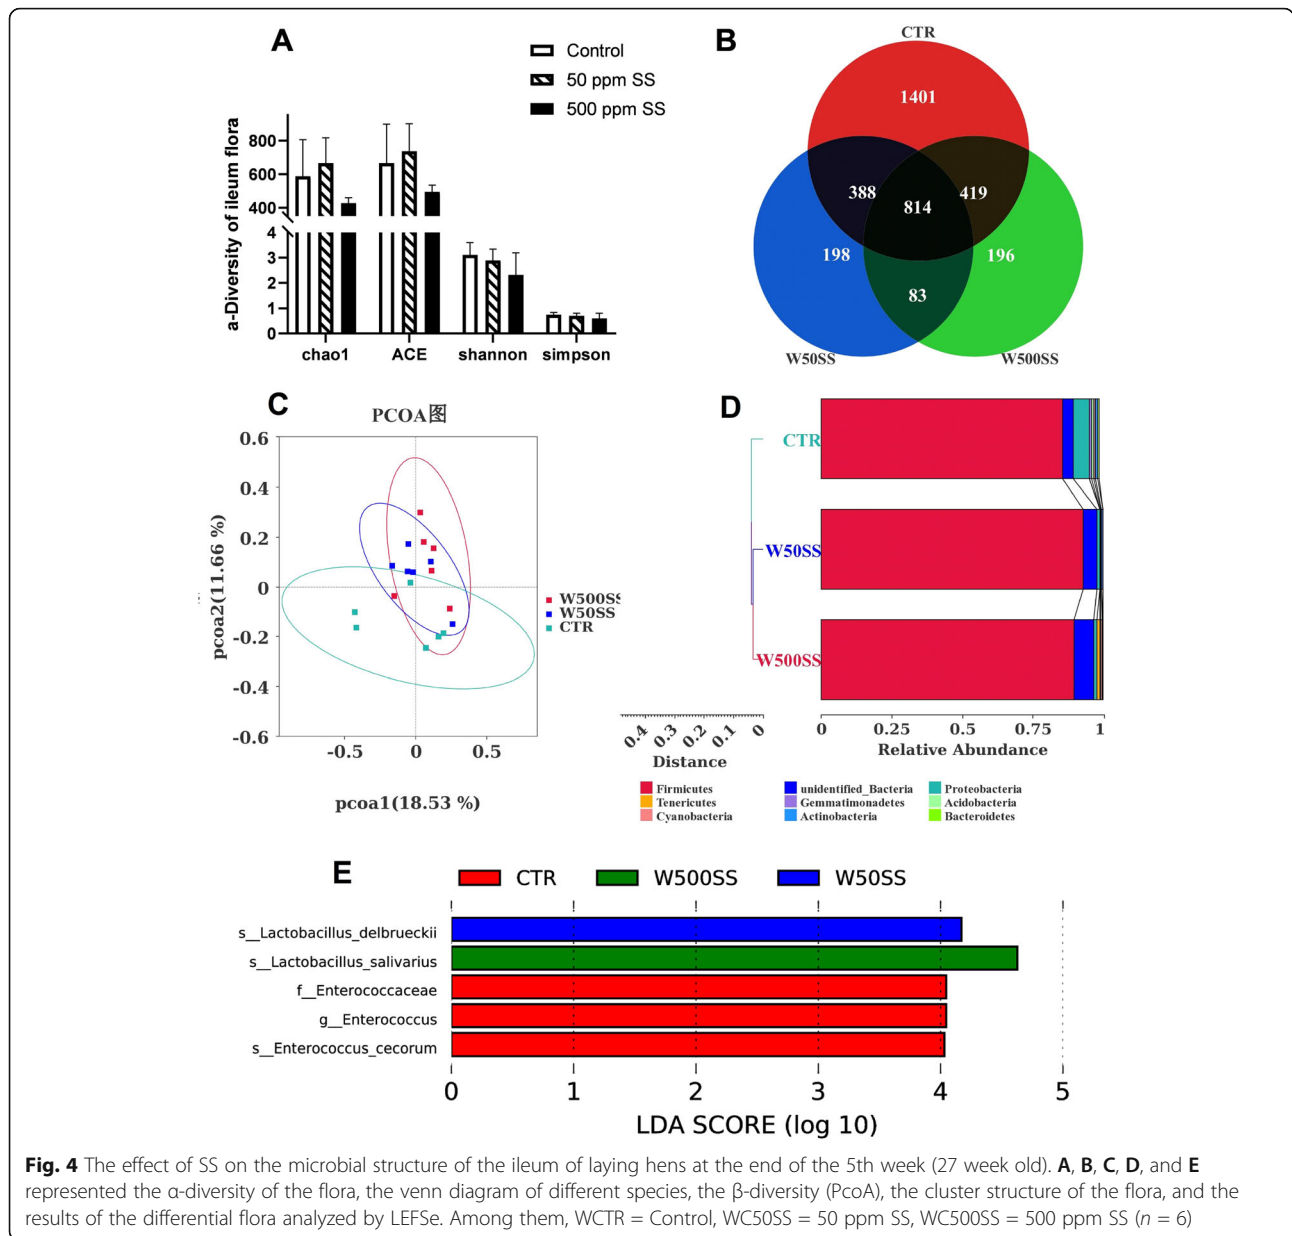 A
Control
50 ppm SS
500 ppm SS
a-Diversity of ileum flora
800
600
400
4
3
2
1
0
chao1 ACE shannon simpson
B
CTR
1401
388 419
814
198 196
83
W50SS W500SS
C
PCOA图
pcoa2(11.66 %)
0.6
0.4
0.2
0
-0.2
-0.4
-0.6
-0.5 0 0.5
pcoa1(18.53 %)
W500SS
W50SS
CTR
D
CTR
W50SS
W500SS
0.4 0.3 0.2 0.1 0
Distance
0 0.25 0.5 0.75 1
Relative Abundance
Firmicutes unidentified_Bacteria Proteobacteria
Tenericutes Gemmatimonadetes Acidobacteria
Cyanobacteria Actinobacteria Bacteroidetes
E
CTR W500SS W50SS
s__Lactobacillus_delbrueckii
s__Lactobacillus_salivarius
f__Enterococcaceae
g__Enterococcus
s__Enterococcus_cecorum
0 1 2 3 4 5
LDA SCORE (log 10)
Fig. 4 The effect of SS on the microbial structure of the ileum of laying hens at the end of the 5th week (27 week old). A, B, C, D, and E
represented the α-diversity of the flora, the venn diagram of different species, the β-diversity (PcoA), the cluster structure of the flora, and the
results of the differential flora analyzed by LEFSe. Among them, WCTR = Control, WC50SS = 50 ppm SS, WC500SS = 500 ppm SS (n = 6)